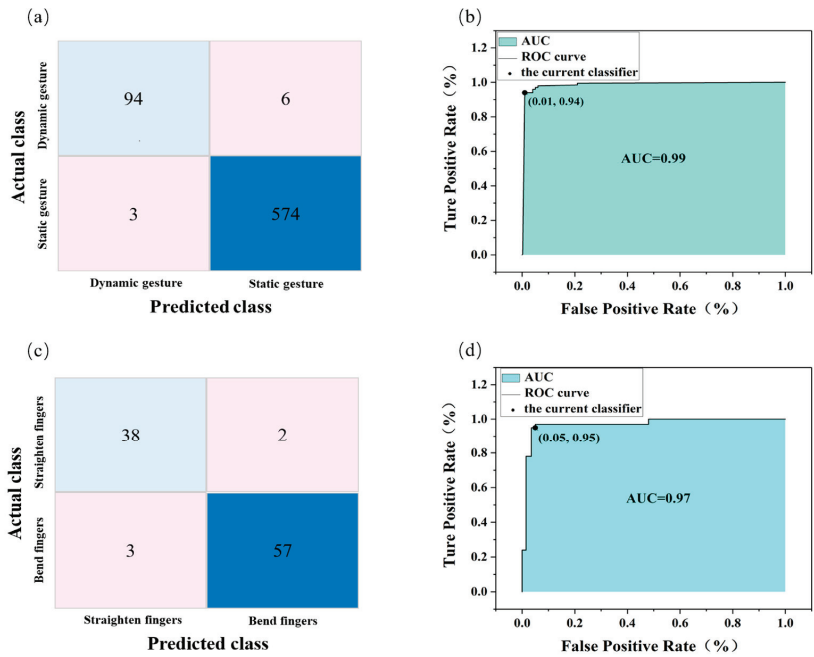 (a)
Actual class
Dynamic gesture
Static gesture
94
6
3
574
Dynamic gesture
Static gesture
Predicted class
(b)
AUC
ROC curve
the current classifier
(0.01, 0.94)
AUC=0.99
Ture Positive Rate（%）
1.2
1.0
0.8
0.6
0.4
0.2
0.0
0.0
0.2
0.4
0.6
0.8
1.0
False Positive Rate（%）
(c)
Actual class
Straighten fingers
Bend fingers
38
2
3
57
Straighten fingers
Bend fingers
Predicted class
(d)
AUC
ROC curve
the current classifier
(0.05, 0.95)
AUC=0.97
Ture Positive Rate（%）
1.2
1.0
0.8
0.6
0.4
0.2
0.0
0.0
0.2
0.4
0.6
0.8
1.0
False Positive Rate（%）